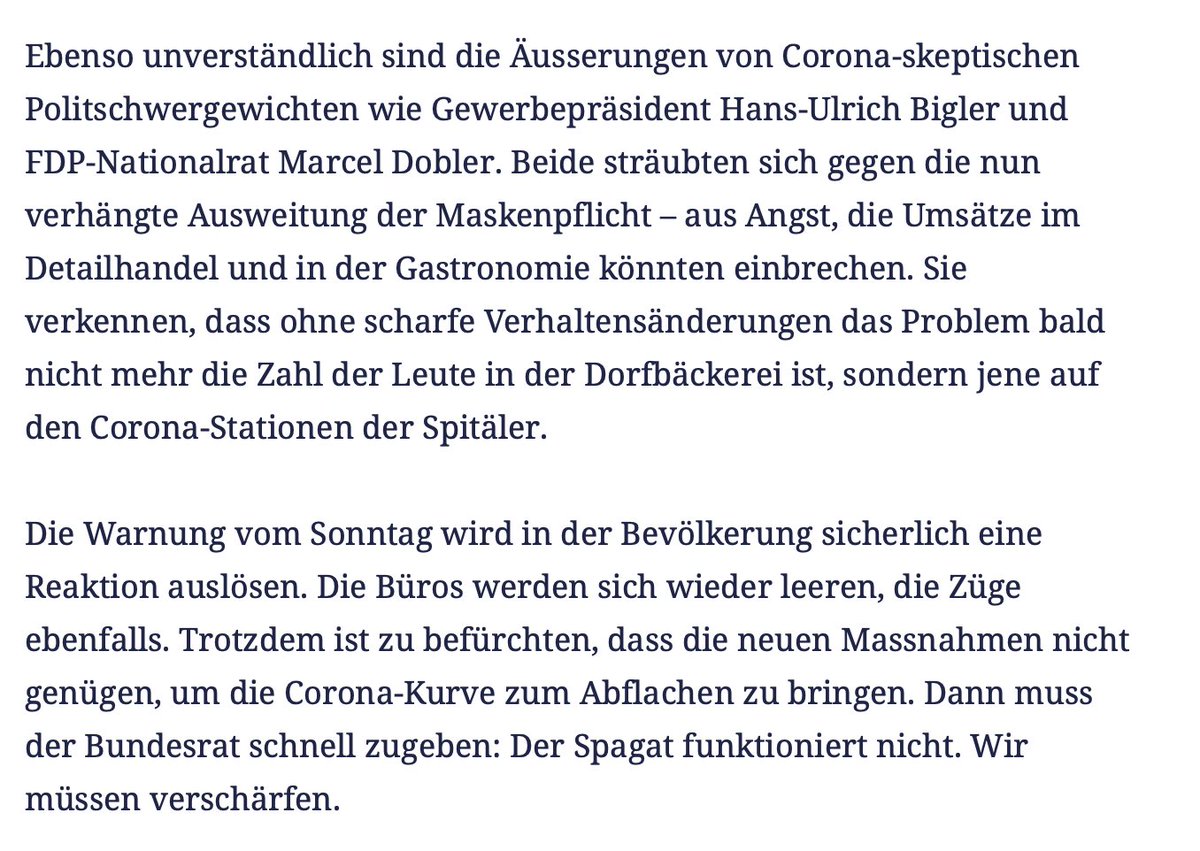 Ebenso unverständlich sind die Äusserungen von Corona-skeptischen
Politschwergewichten wie Gewerbepräsident Hans-Ulrich Bigler und
FDP-Nationalrat Marcel Dobler. Beide sträubten sich gegen die nun
verhängte Ausweitung der Maskenpflicht – aus Angst, die Umsätze im
Detailhandel und in der Gastronomie könnten einbrechen. Sie
verkennen, dass ohne scharfe Verhaltensänderungen das Problem bald
nicht mehr die Zahl der Leute in der Dorfbäckerei ist, sondern jene auf
den Corona-Stationen der Spitäler.

Die Warnung vom Sonntag wird in der Bevölkerung sicherlich eine
Reaktion auslösen. Die Büros werden sich wieder leeren, die Züge
ebenfalls. Trotzdem ist zu befürchten, dass die neuen Massnahmen nicht
genügen, um die Corona-Kurve zum Abflachen zu bringen. Dann muss
der Bundesrat schnell zugeben: Der Spagat funktioniert nicht. Wir
müssen verschärfen.